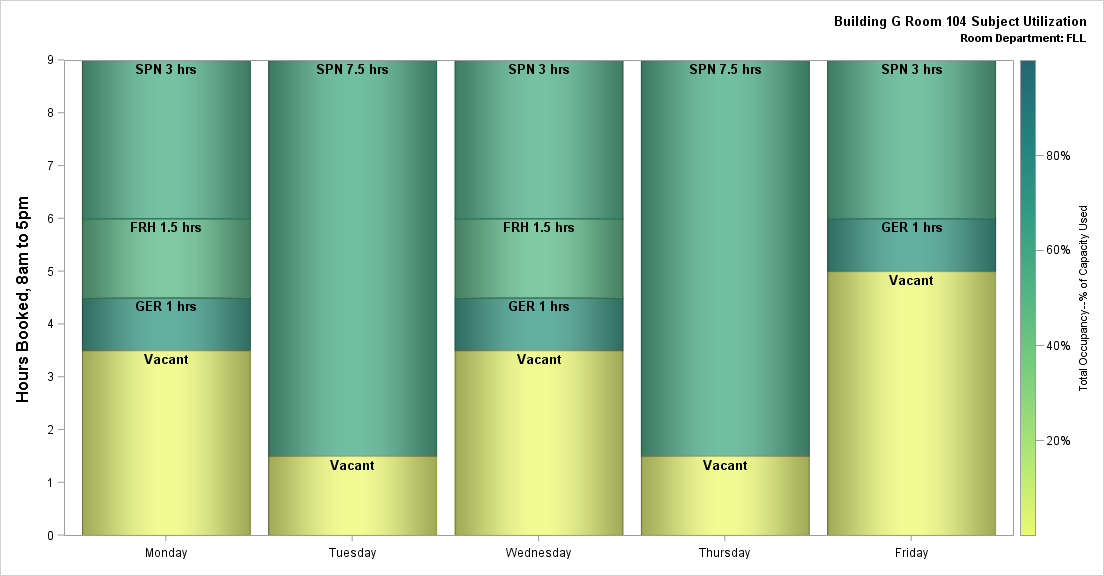 Building G Room 104 Subject Utilization
Room Department: FLL
Hours Booked, 8am to 5pm
9
8
7
6
5
4
3
2
1
0
SPN 3 hrs
FRH 1.5 hrs
GER 1 hrs
Vacant
SPN 7.5 hrs
Vacant
SPN 3 hrs
FRH 1.5 hrs
GER 1 hrs
Vacant
SPN 7.5 hrs
Vacant
SPN 3 hrs
GER 1 hrs
Vacant
Monday
Tuesday
Wednesday
Thursday
Friday
80%
60%
40%
20%
Total Occupancy--% of Capacity Used